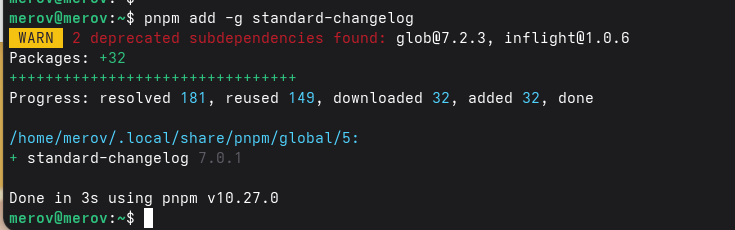 merov@merov:~$ pnpm add -g standard-changelog
WARN 2 deprecated subdependencies found: glob@7.2.3, inflight@1.0.6
Packages: +32
++++++++++++++++++++++++++++++++
Progress: resolved 181, reused 149, downloaded 32, added 32, done
/home/merov/.local/share/pnpm/global/5:
+ standard-changelog 7.0.1
Done in 3s using pnpm v10.27.0
merov@merov:~$